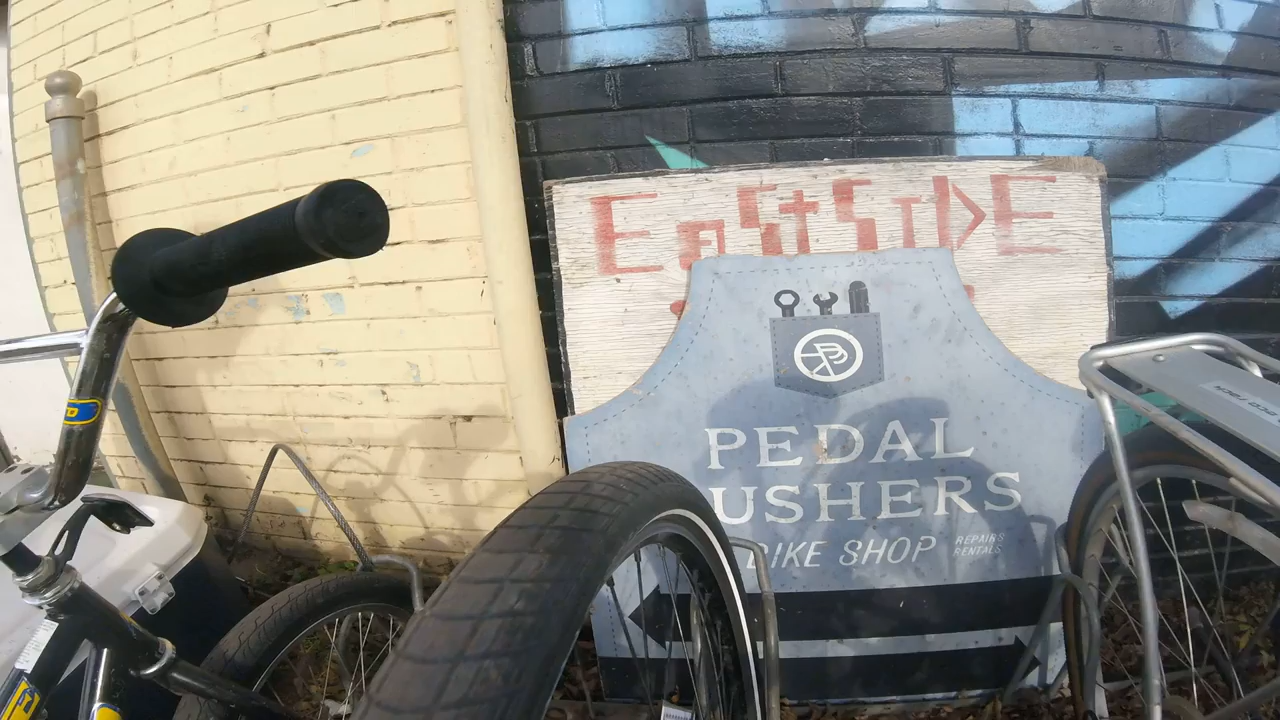 EaStSIDE
PEDAL
USHERS
BIKE SHOP
REPAIRS
RENTALS